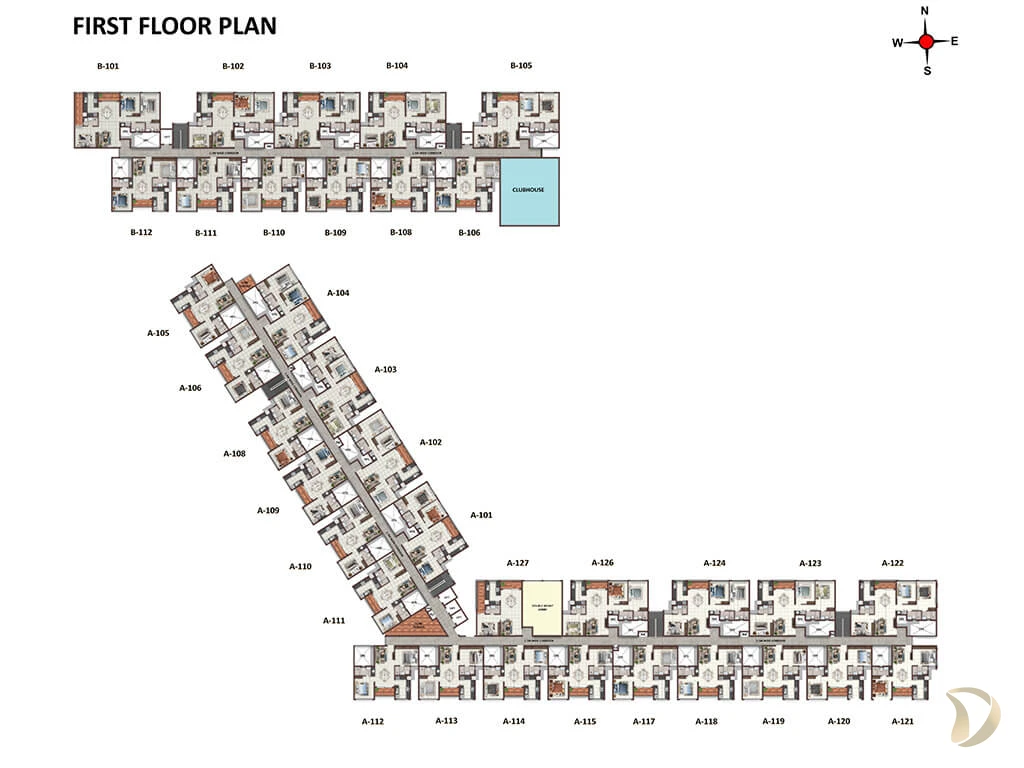 FIRST FLOOR PLAN
N
W E
S
B-101 B-102 B-103 B-104 B-105
CLUBHOUSE
B-112 B-111 B-110 B-109 B-108 B-106
A-104
A-105
A-103
A-106
A-102
A-108
A-109
A-101
A-110
A-127 A-126 A-124 A-123 A-122
A-111
A-112 A-113 A-114 A-115 A-117 A-118 A-119 A-120 A-121